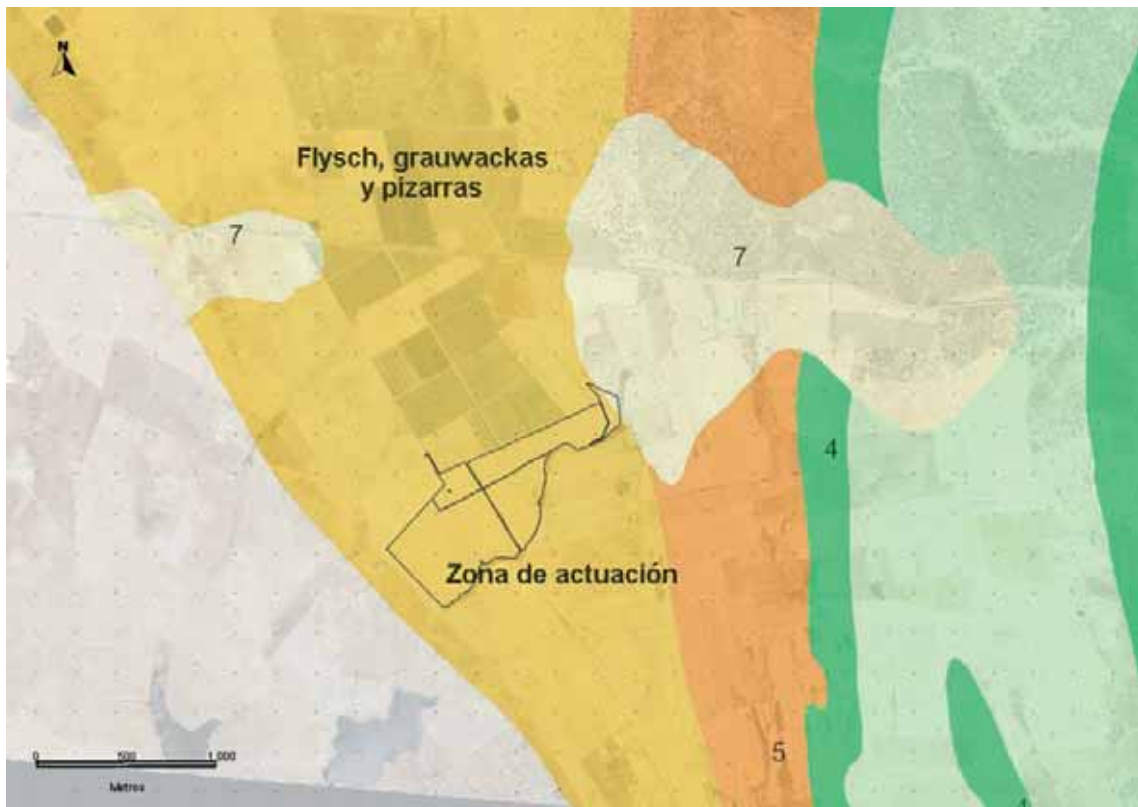 N
Flysch, grauwackas
y pizarras
7
7
4
Zona de actuación
5
0 500 1.000
Metros